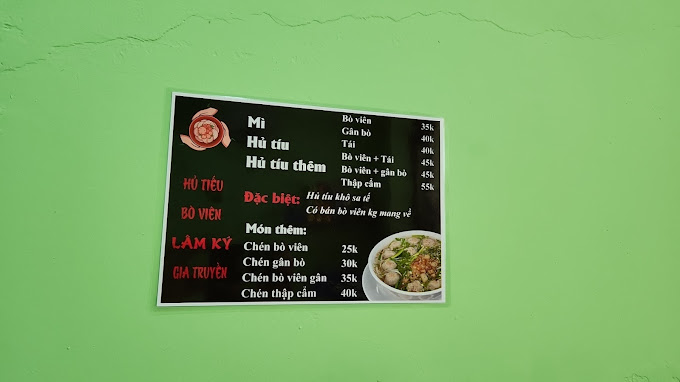 HỦ TIẾU
BÒ VIÊN
LÂM KÝ
GIA TRUYỀN
Mì
Hủ tíu
Hủ tíu thêm
Bò viên 35k
Gân bò 40k
Tái 40k
Bò viên + Tái 45k
Bò viên + gân bò 45k
Thập cẩm 55k
Đặc biệt: Hủ tíu khô sa tế
Có bán bò viên kg mang về
Món thêm:
Chén bò viên 25k
Chén gân bò 30k
Chén bò viên gân 35k
Chén thập cẩm 40k